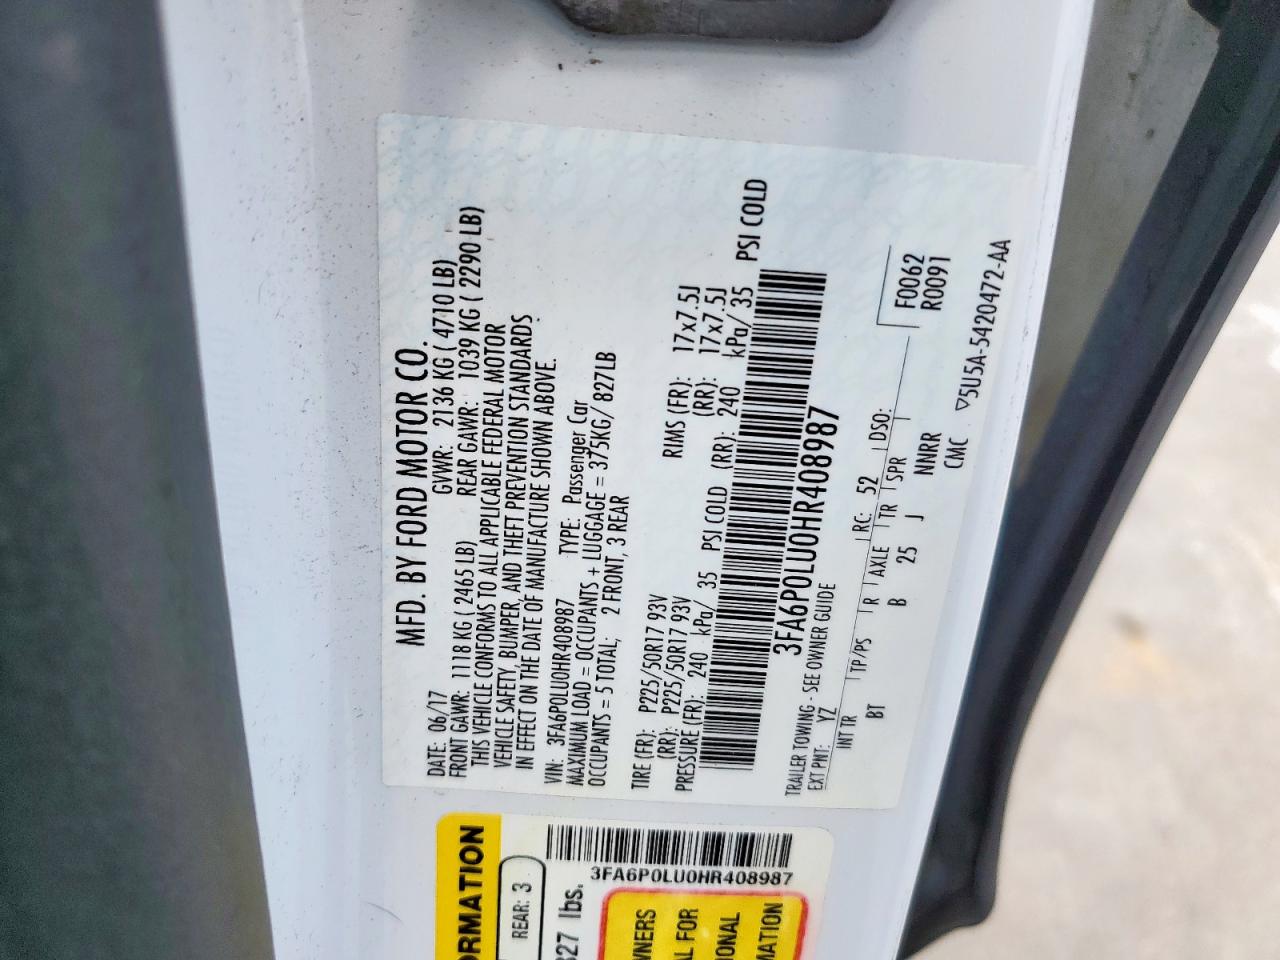 MFD. BY FORD MOTOR CO.
DATE: 06/17 GVWR: 2136 KG ( 4710 LB)
FRONT GAWR: 1118 KG ( 2465 LB) REAR GAWR: 1039 KG ( 2290 LB)
THIS VEHICLE CONFORMS TO ALL APPLICABLE FEDERAL MOTOR
VEHICLE SAFETY, BUMPER, AND THEFT PREVENTION STANDARDS
IN EFFECT ON THE DATE OF MANUFACTURE SHOWN ABOVE.
VIN: 3FA6P0LU0HR408987 TYPE: Passenger Car
MAXIMUM LOAD = OCCUPANTS + LUGGAGE = 375KG/ 827LB
OCCUPANTS = 5 TOTAL, 2 FRONT, 3 REAR
TIRE (FR): P225/50R17 93V RIMS (FR): 17x7.5J
(RR): P225/50R17 93V (RR): 17x7.5J
PRESSURE (FR): 240 kPa/ 35 PSI COLD (RR): 240 kPa/ 35 PSI COLD
3FA6P0LU0HR408987
TRAILER TOWING - SEE OWNER GUIDE
EXT PNT: YZ RC: 52 DSO: F0062
R0091
INT TR TP/PS R AXLE TR SPR
BT B 25 J NNRR
CMC ▽5U5A-5420472-AA
ORMATION
REAR: 3
3FA6P0LU0HR408987
827 lbs.
WNERS
AL FOR
IONAL
MATION